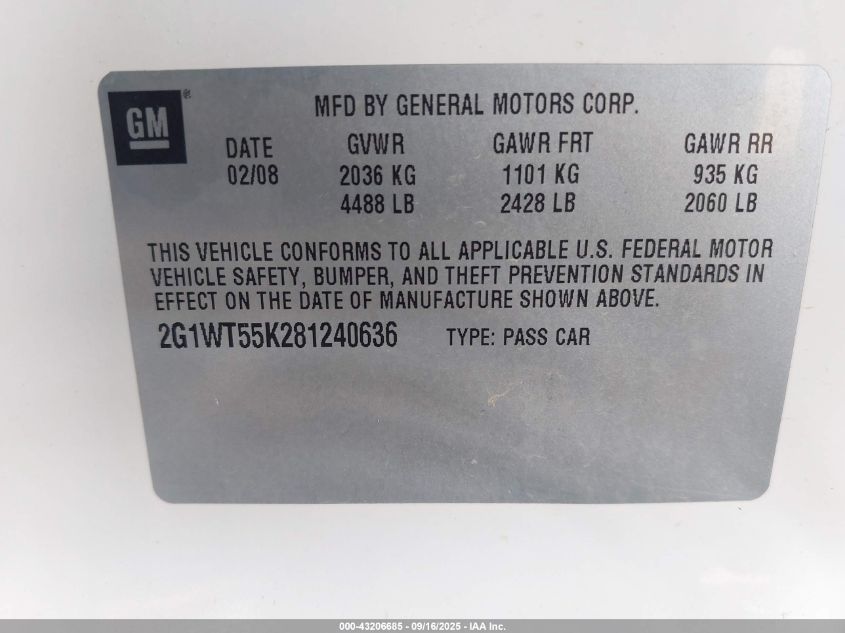 GM®
MFD BY GENERAL MOTORS CORP.
DATE GVWR GAWR FRT GAWR RR
02/08 2036 KG 1101 KG 935 KG
4488 LB 2428 LB 2060 LB
THIS VEHICLE CONFORMS TO ALL APPLICABLE U.S. FEDERAL MOTOR
VEHICLE SAFETY, BUMPER, AND THEFT PREVENTION STANDARDS IN
EFFECT ON THE DATE OF MANUFACTURE SHOWN ABOVE.
2G1WT55K281240636 TYPE: PASS CAR
000-43206685 - 09/16/2025 - IAA Inc.